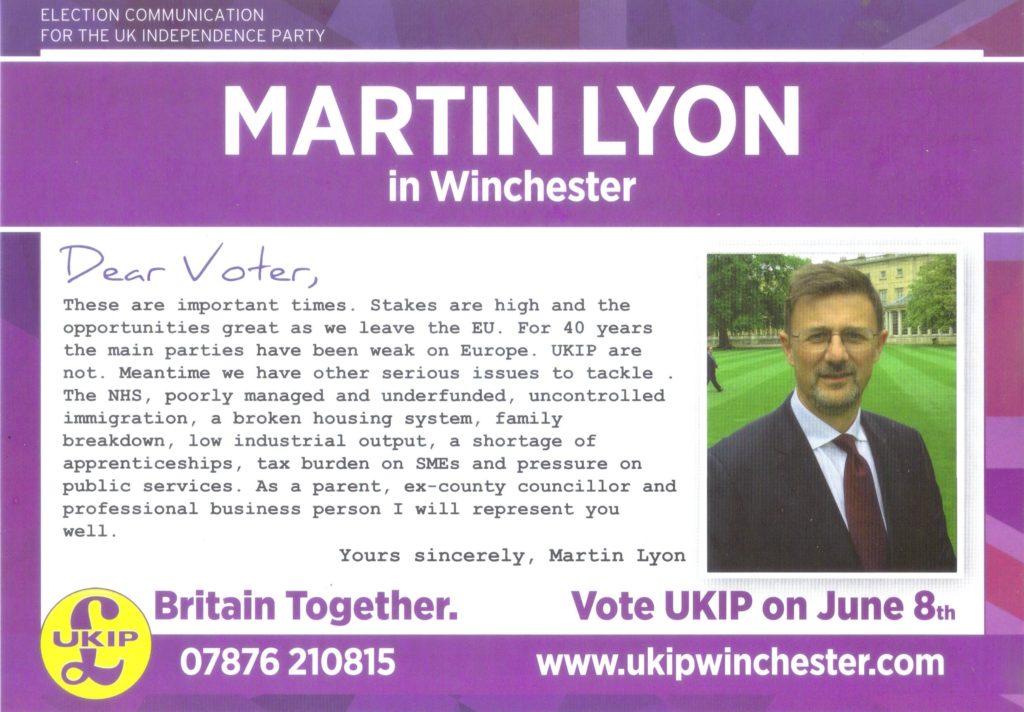 ELECTION COMMUNICATION
FOR THE UK INDEPENDENCE PARTY
MARTIN LYON
in Winchester
Dear Voter,
These are important times. Stakes are high and the
opportunities great as we leave the EU. For 40 years
the main parties have been weak on Europe. UKIP are
not. Meantime we have other serious issues to tackle .
The NHS, poorly managed and underfunded, uncontrolled
immigration, a broken housing system, family
breakdown, low industrial output, a shortage of
apprenticeships, tax burden on SMEs and pressure on
public services. As a parent, ex-county councillor and
professional business person I will represent you
well.
Yours sincerely, Martin Lyon
Britain Together.
Vote UKIP on June 8th
£
UKIP
07876 210815
www.ukipwinchester.com